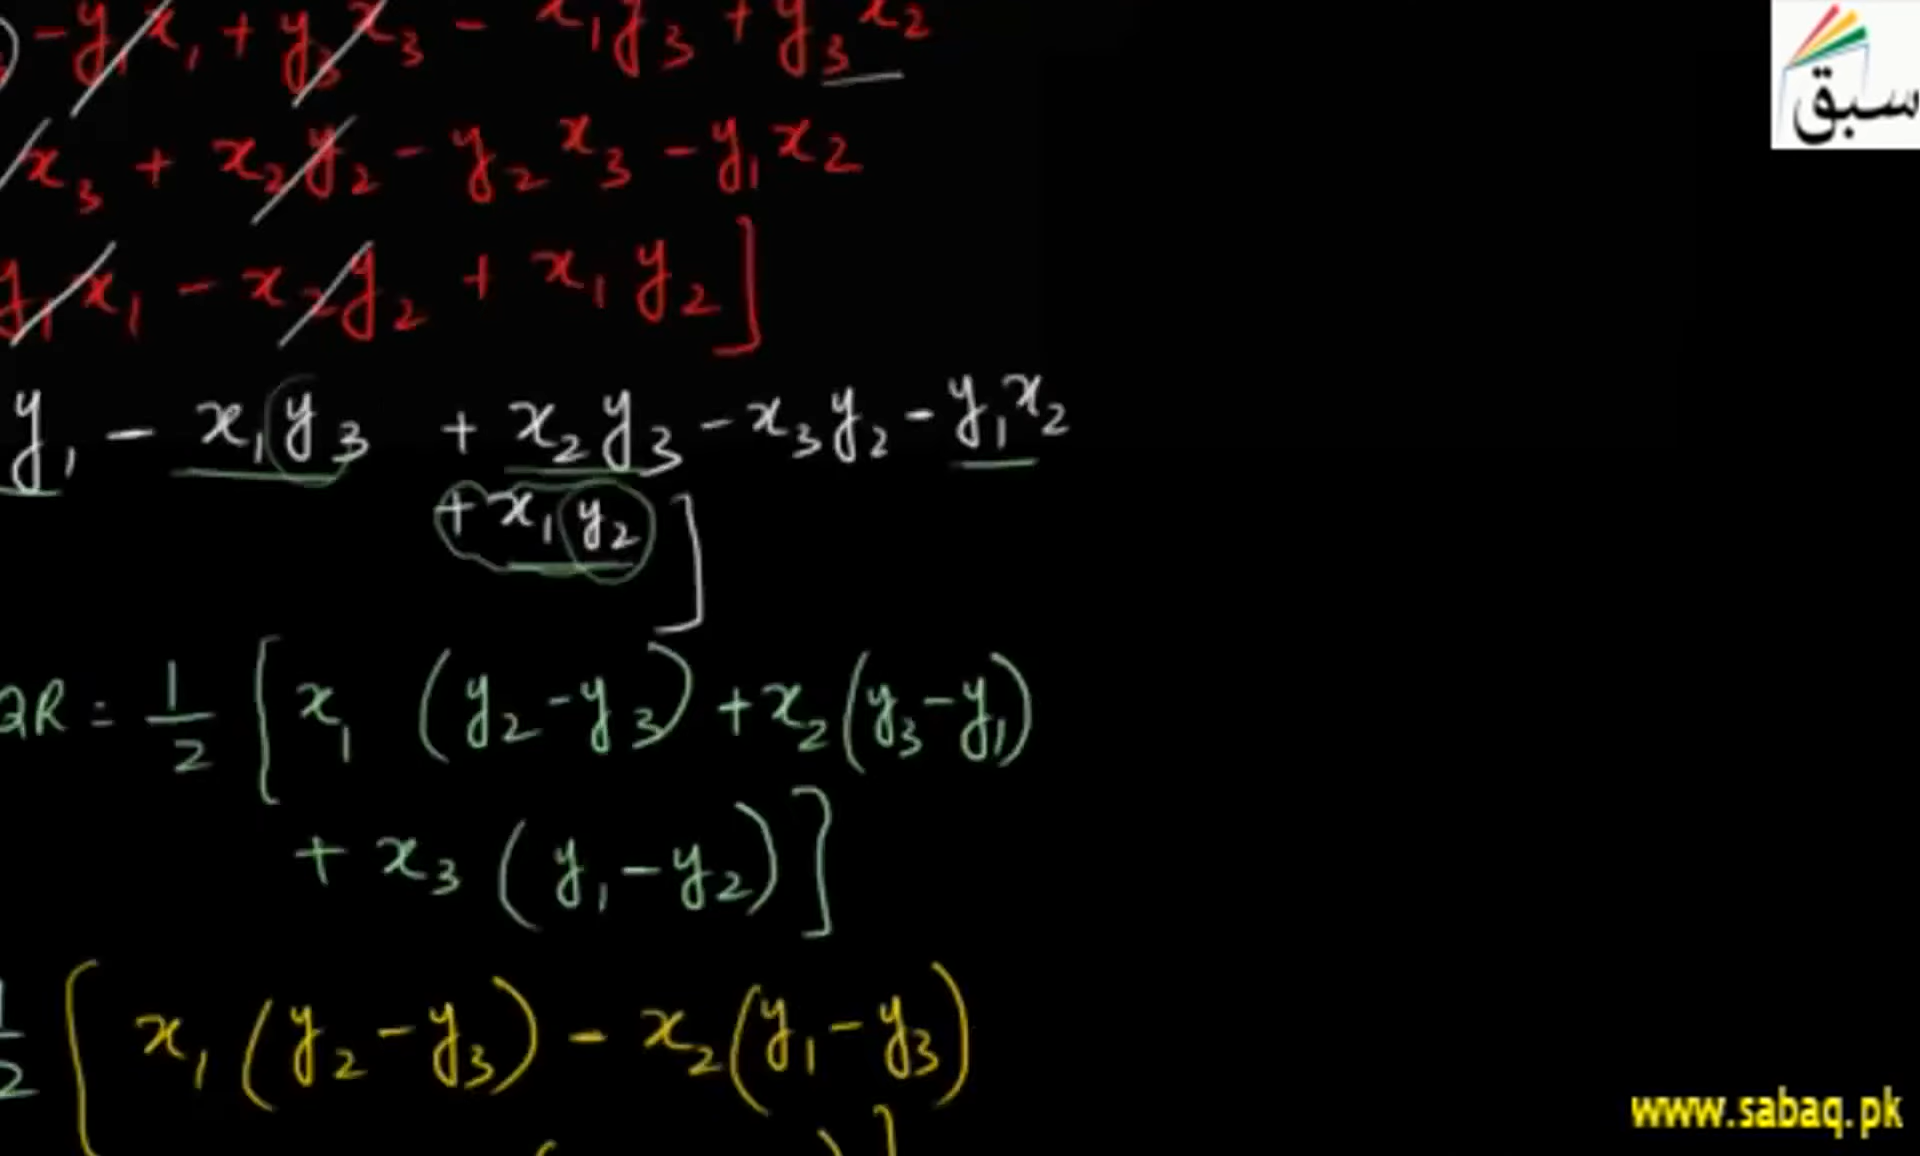 - y₁x₁ + y₃x₃ - x₁y₃ + y₃x₂
سبق
x₃ + x₂y₂ - y₂x₃ - y₁x₂
y₁x₁ - x₂y₂ + x₁y₂]
y₁ - x₁y₃ + x₂y₃ - x₃y₂ - y₁x₂
+ x₁y₂]
QR = 1/2 [x₁ (y₂ - y₃) + x₂(y₃ - y₁)
+ x₃ (y₁ - y₂)]
1/2 [x₁ (y₂ - y₃) - x₂(y₁ - y₃)
www.sabaq.pk